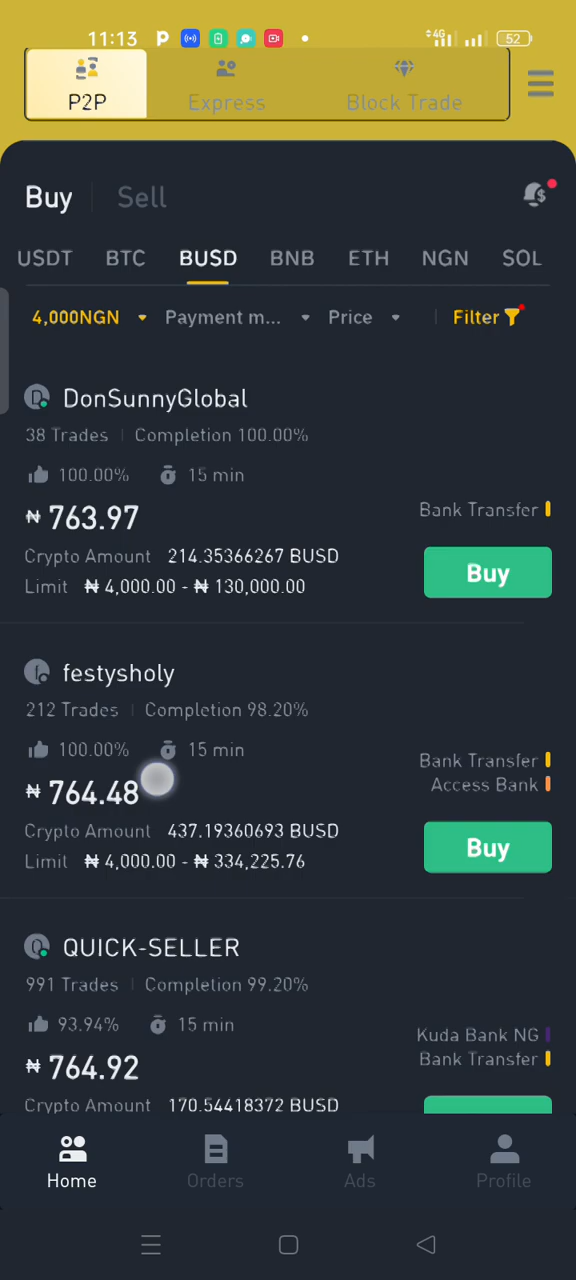 11:13
4G
52
P2P
Express
Block Trade
Buy
Sell
USDT BTC BUSD BNB ETH NGN SOL
4,000NGN Payment m... Price Filter
DonSunnyGlobal
38 Trades Completion 100.00%
100.00% 15 min
₦ 763.97
Bank Transfer
Crypto Amount 214.35366267 BUSD
Limit ₦ 4,000.00 - ₦ 130,000.00
Buy
festysholy
212 Trades Completion 98.20%
100.00% 15 min
₦ 764.48
Bank Transfer
Access Bank
Crypto Amount 437.19360693 BUSD
Limit ₦ 4,000.00 - ₦ 334,225.76
Buy
QUICK-SELLER
991 Trades Completion 99.20%
93.94% 15 min
₦ 764.92
Kuda Bank NG
Bank Transfer
Crypto Amount 170.54418372 BUSD
Home Orders Ads Profile